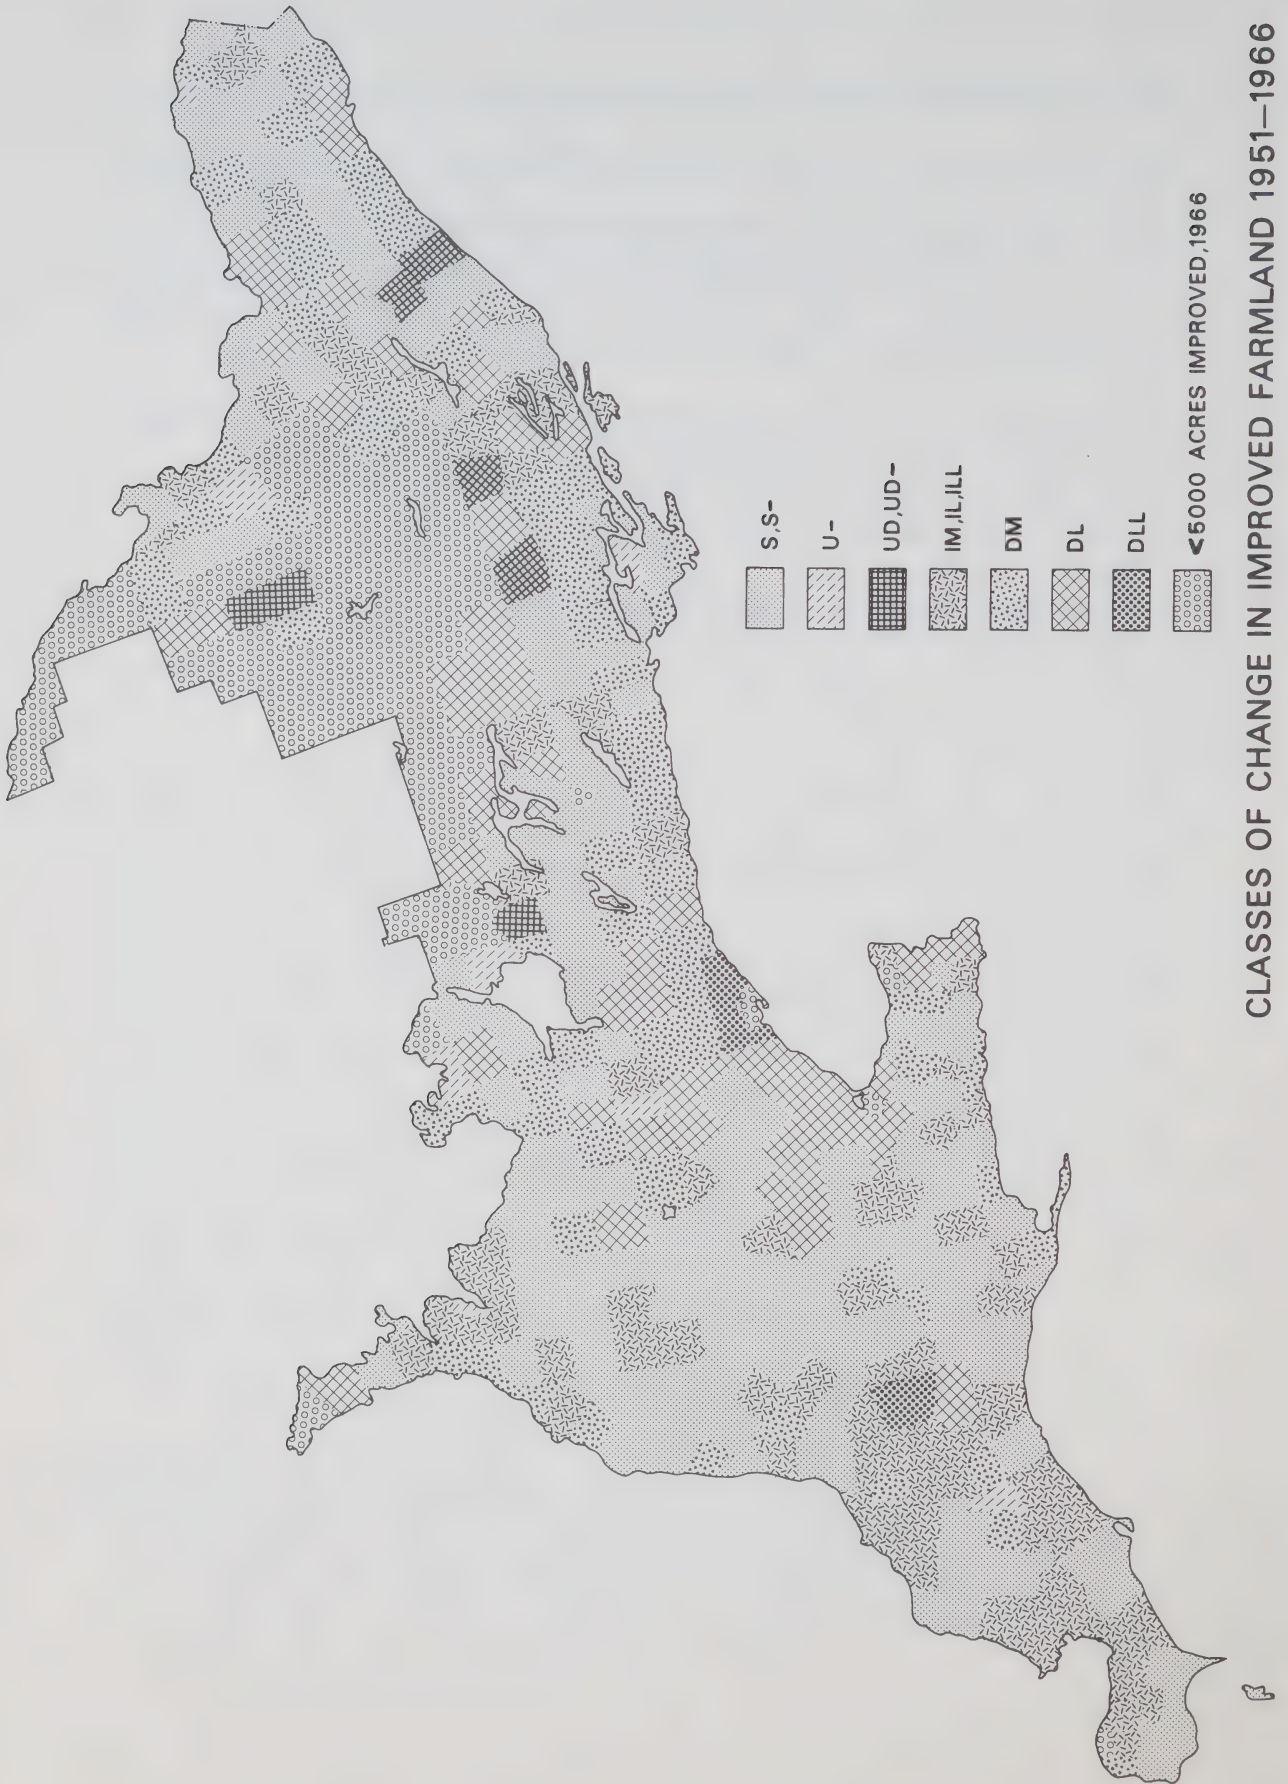 S,S-
U-
UD,UD-
IM,IL,ILL
DM
DL
DLL
<5000 ACRES IMPROVED,1966
CLASSES OF CHANGE IN IMPROVED FARMLAND 1951-1966